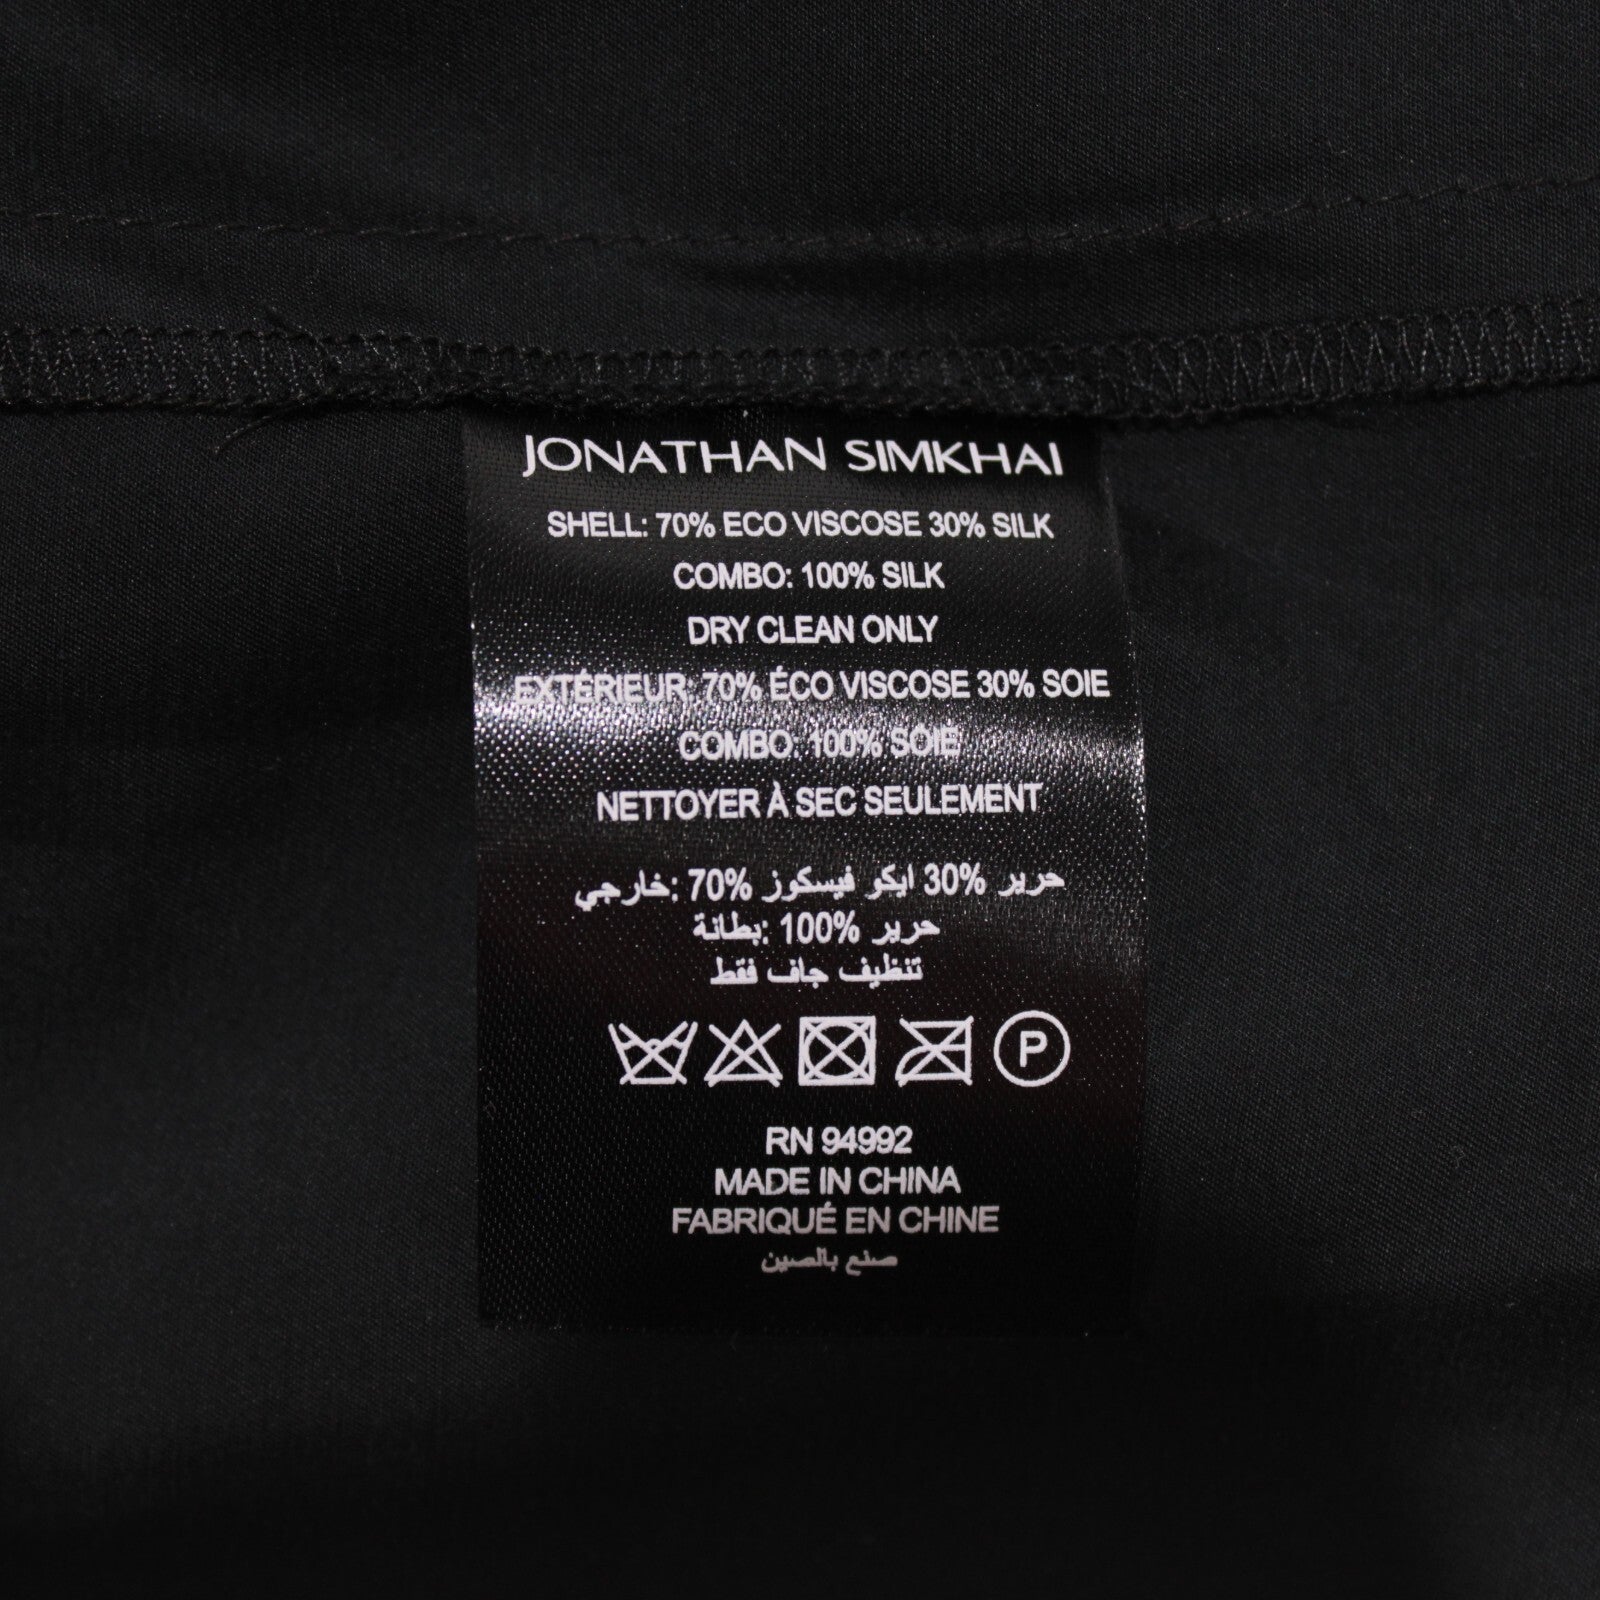 JONATHAN SIMKHAI
SHELL: 70% ECO VISCOSE 30% SILK
COMBO: 100% SILK
DRY CLEAN ONLY
EXTÉRIEUR: 70% ÉCO VISCOSE 30% SOIE
COMBO: 100% SOIE
NETTOYER À SEC SEULEMENT
خارجي: 70% ايكو فيسكوز 30% حرير
بطانة: 100% حرير
تنظيف جاف فقط
P
RN 94992
MADE IN CHINA
FABRIQUÉ EN CHINE
صنع بالصين